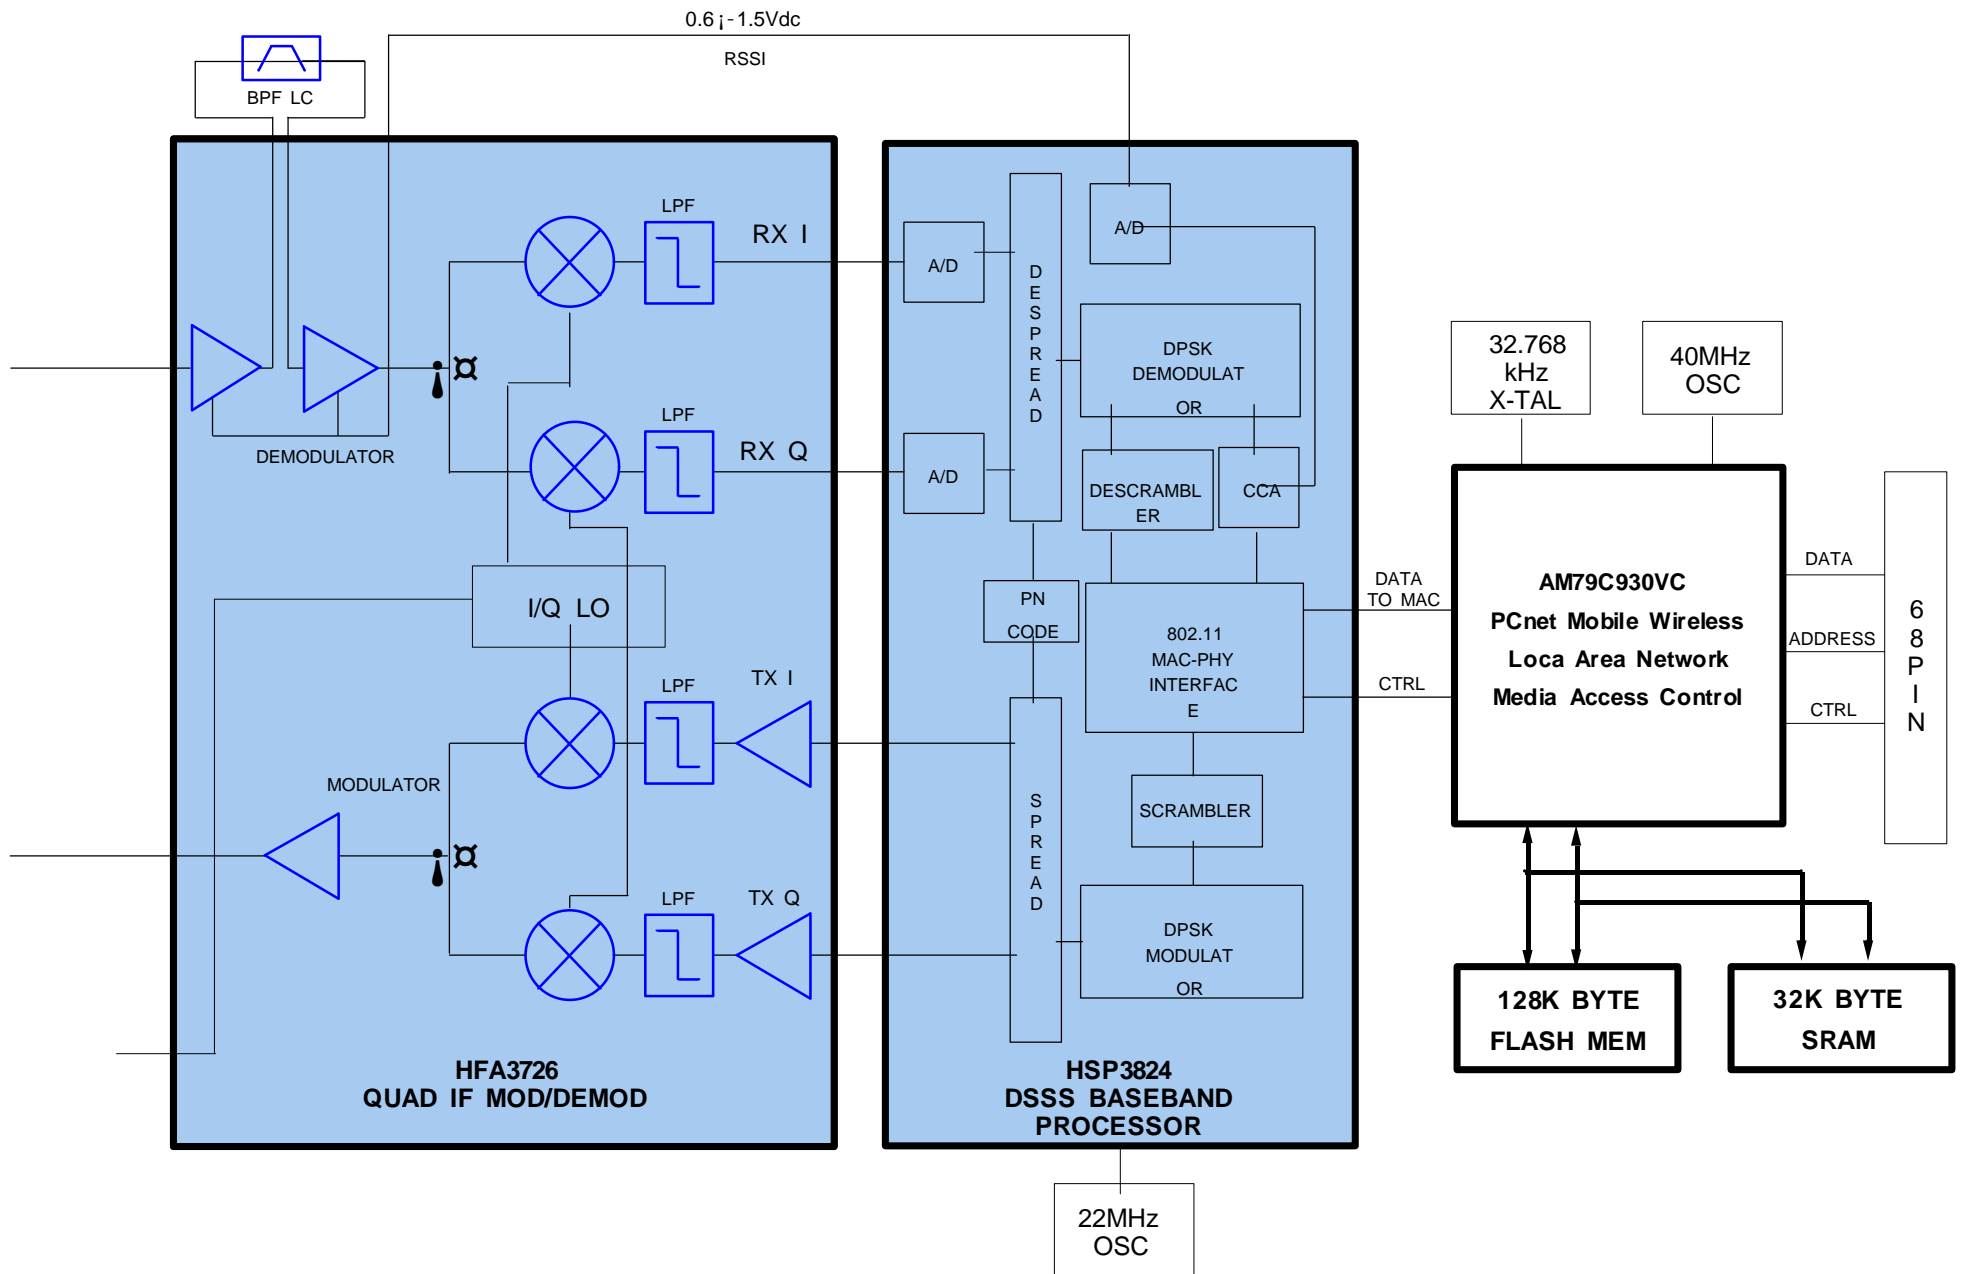 0.6¡-1.5Vdc
RSSI
BPF LC
LPF
RX I
A/D
A/D
DESPREAD
DPSK
DEMODULAT
OR
LPF
RX Q
A/D
DEMODULATOR
DESCRAMBL
ER
CCA
32.768
kHz
X-TAL
40MHz
OSC
I/Q LO
PN
CODE
802.11
MAC-PHY
INTERFAC
E
DATA
TO MAC
CTRL
AM79C930VC
PCnet Mobile Wireless
Loca Area Network
Media Access Control
DATA
ADDRESS
CTRL
68PIN
LPF
TX I
MODULATOR
¡¤
¡¤
SPREAD
SCRAMBLER
LPF
TX Q
DPSK
MODULAT
OR
128K BYTE
FLASH MEM
32K BYTE
SRAM
HFA3726
QUAD IF MOD/DEMOD
HSP3824
DSSS BASEBAND
PROCESSOR
22MHz
OSC